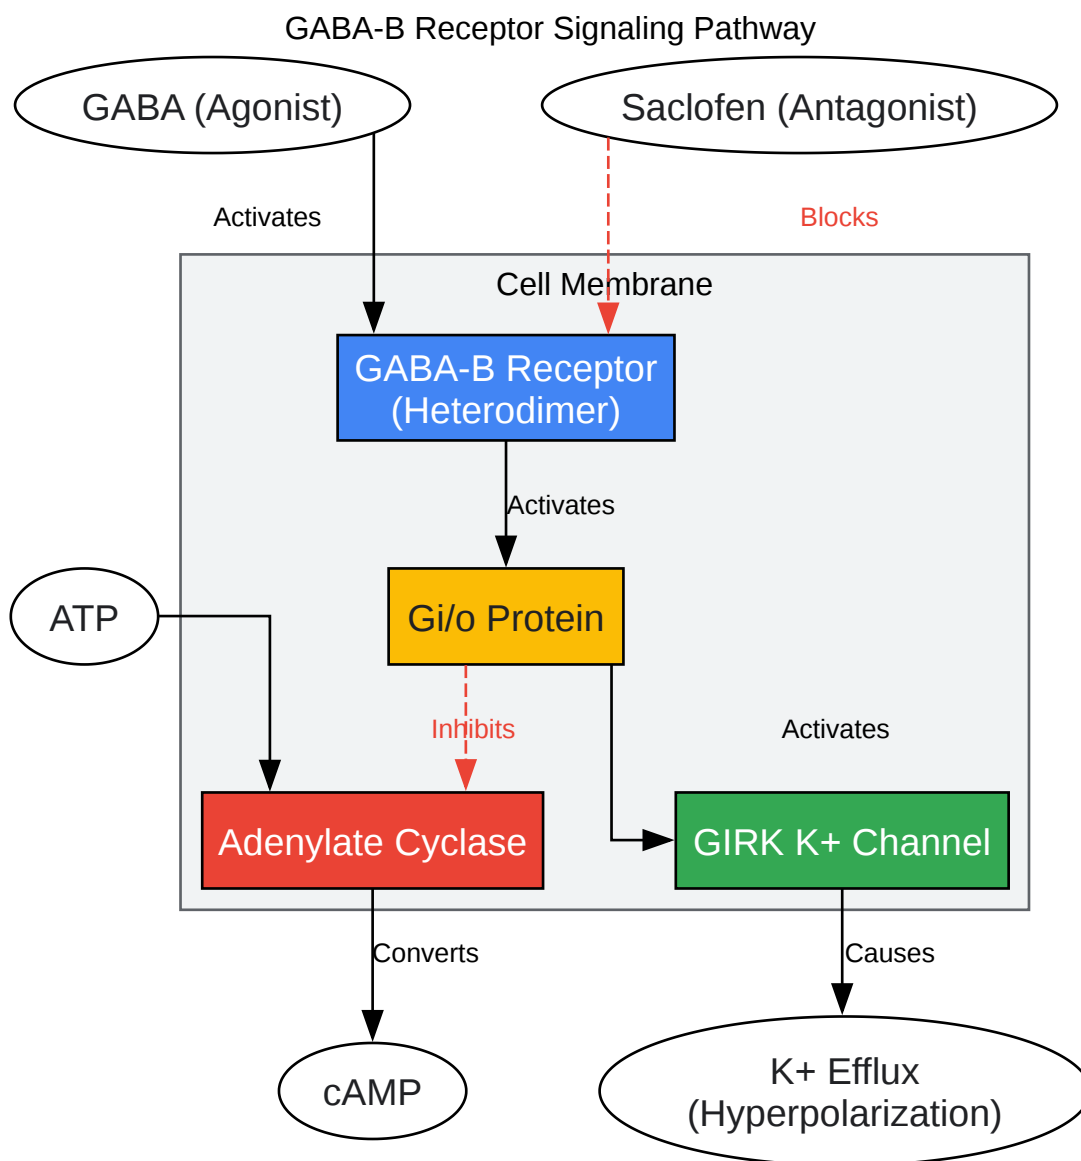 GABA-B Receptor Signaling Pathway
GABA (Agonist)
Saclofen (Antagonist)
Activates
Blocks
Cell Membrane
GABA-B Receptor
(Heterodimer)
Activates
ATP
Gi/o Protein
Inhibits
Activates
Adenylate Cyclase
GIRK K+ Channel
Converts
Causes
cAMP
K+ Efflux
(Hyperpolarization)